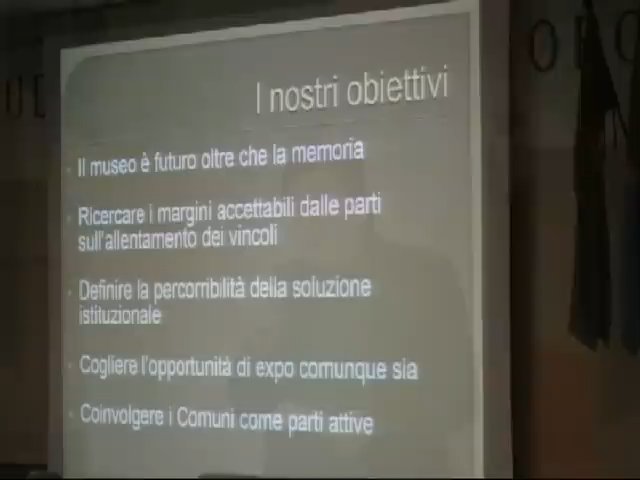 I nostri obiettivi
Il museo è futuro oltre che la memoria
Ricercare i margini accettabili dalle parti
sull'allentamento dei vincoli
Definire la percorribilità della soluzione
istituzionale
Cogliere l'opportunità di expo comunque sia
Coinvolgere i Comuni come parti attive